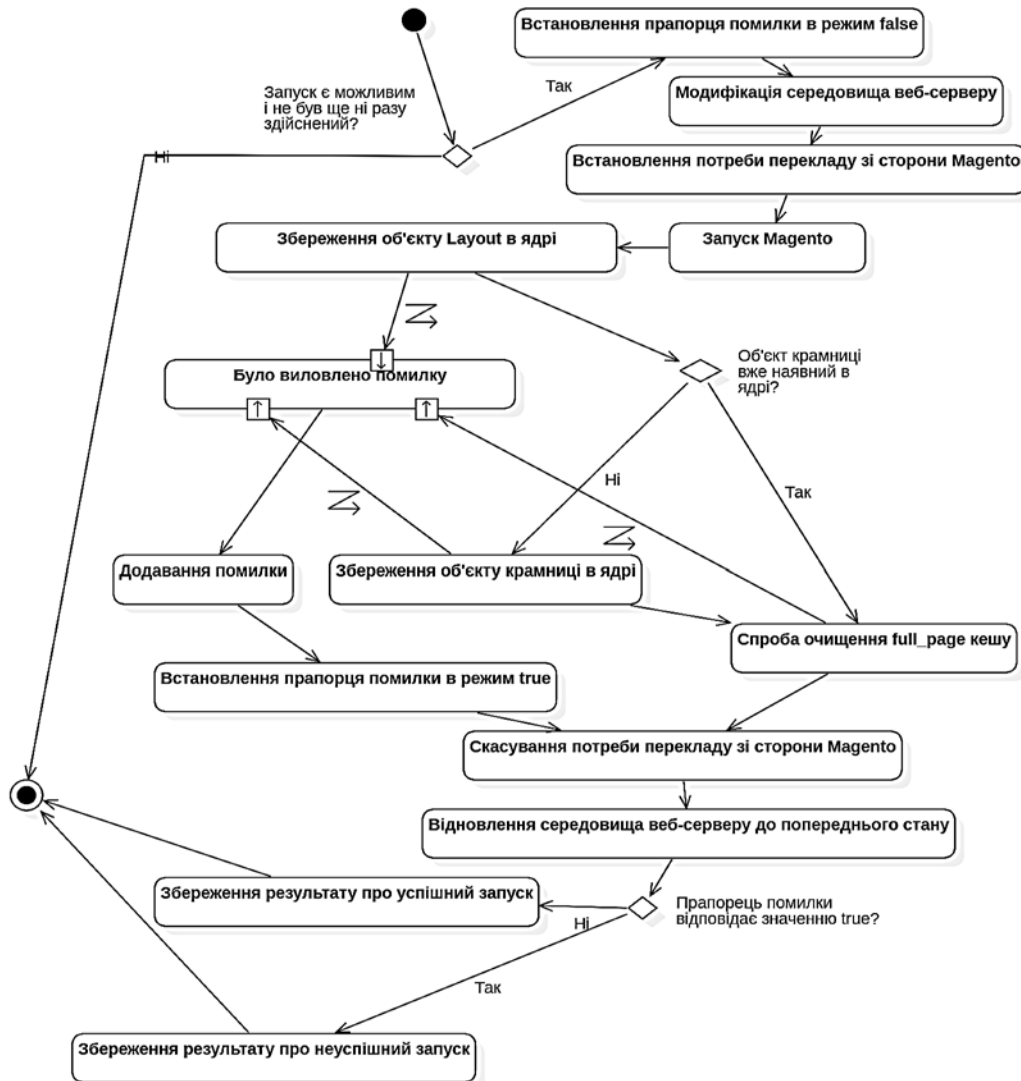 Встановлення прапорця помилки в режим false
Запуск є можливим
і не був ще ні разу
здійснений?
Так
Модифікація середовища веб-серверу
Ні
Встановлення потреби перекладу зі сторони Magento
Збереження об'єкту Layout в ядрі
Запуск Magento
Було виловлено помилку
Об'єкт крамниці
вже наявний в
ядрі?
Ні
Так
Додавання помилки
Збереження об'єкту крамниці в ядрі
Спроба очищення full_page кешу
Встановлення прапорця помилки в режим true
Скасування потреби перекладу зі сторони Magento
Відновлення середовища веб-серверу до попереднього стану
Збереження результату про успішний запуск
Прапорець помилки
відповідає значенню true?
Ні
Так
Збереження результату про неуспішний запуск